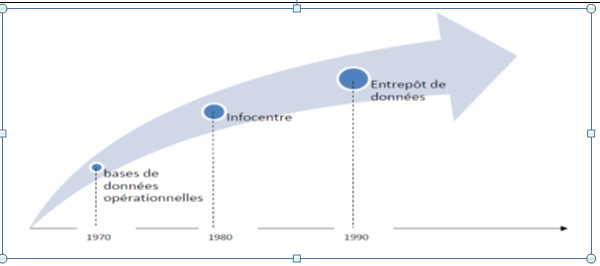 Entrepôt de
données
Infocentre
bases de
données
opérationnelles
1970
1980
1990